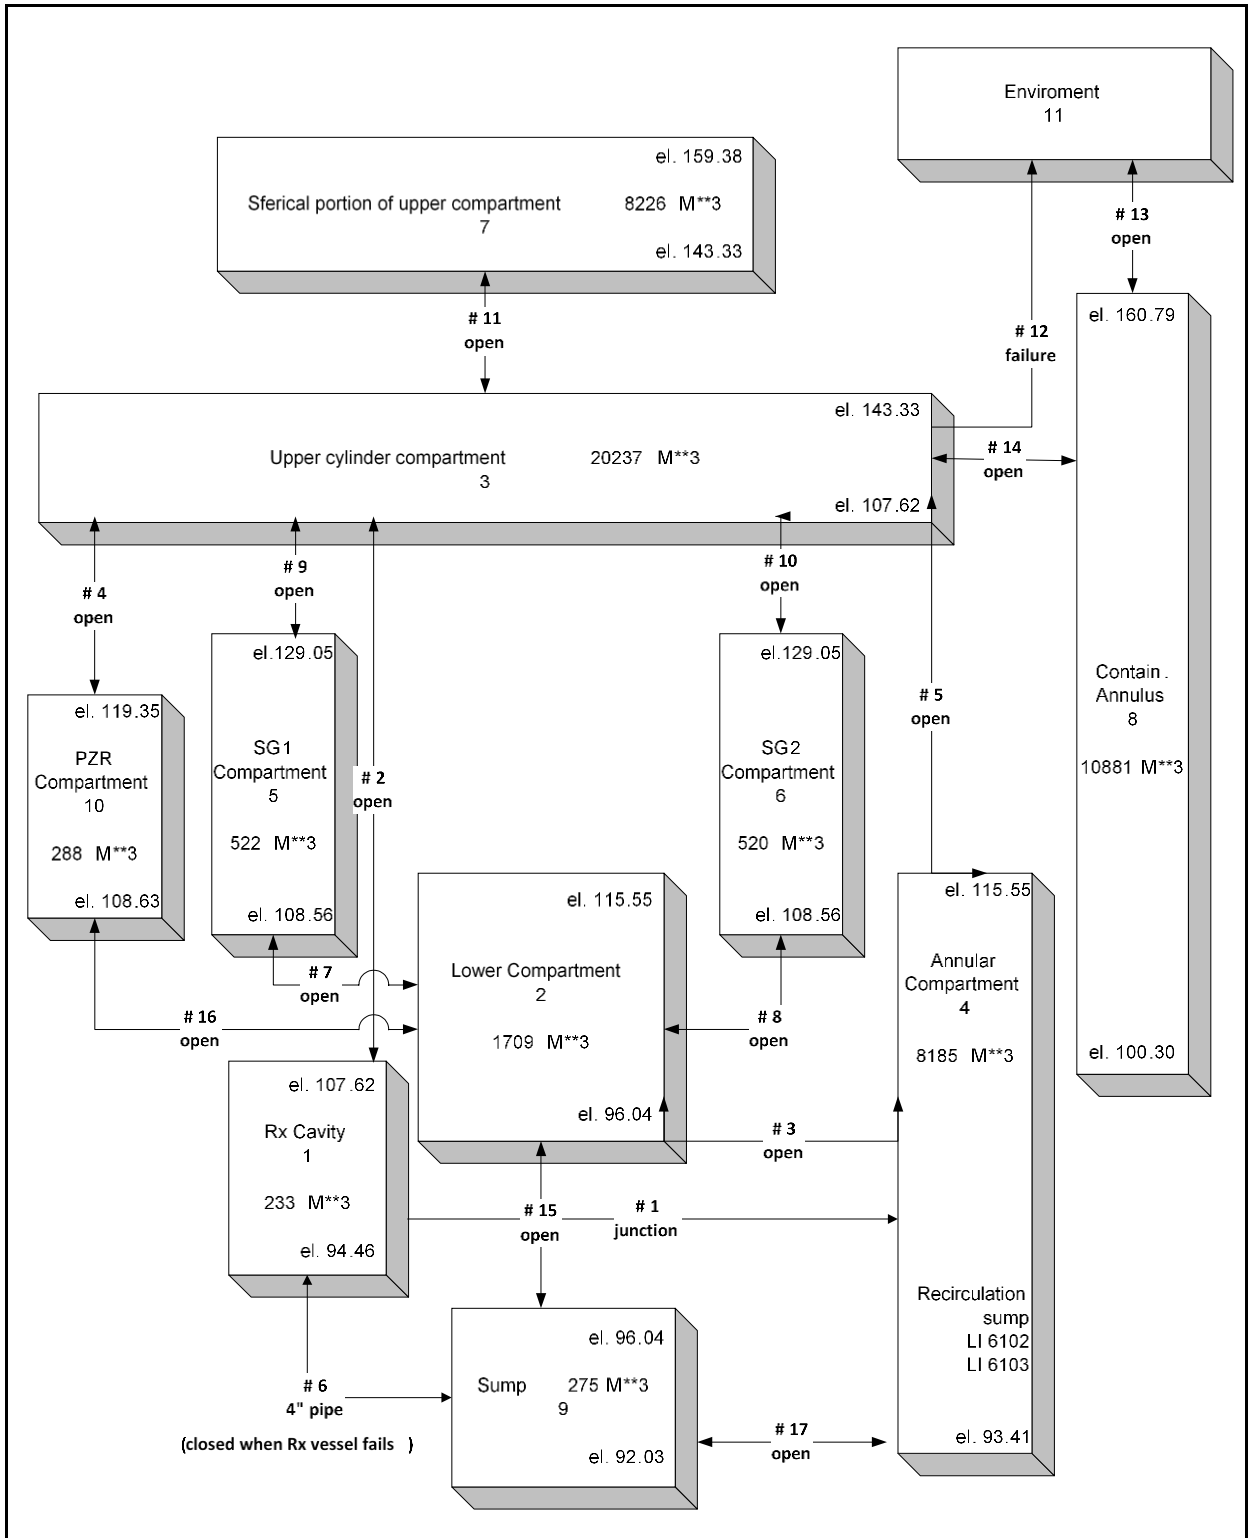 Enviroment
11
el. 159.38
Sferical portion of upper compartment 8226 M**3
7
el. 143.33
# 13
open
# 11
open
# 12
failure
el. 160.79
el. 143.33
Upper cylinder compartment 20237 M**3
3
el. 107.62
# 14
open
# 4
open
# 9
open
# 10
open
el.129.05
SG1
Compartment
5
522 M**3
el. 108.56
el.129.05
SG2
Compartment
6
520 M**3
el. 108.56
# 5
open
Contain .
Annulus
8
10881 M**3
el. 100.30
el. 119.35
PZR
Compartment
10
288 M**3
el. 108.63
# 2
open
el. 115.55
Lower Compartment
2
1709 M**3
el. 96.04
el. 115.55
Annular
Compartment
4
8185 M**3
Recirculation
sump
LI 6102
LI 6103
el. 93.41
# 7
open
# 16
open
# 8
open
el. 107.62
Rx Cavity
1
233 M**3
el. 94.46
# 3
open
# 15
open
# 1
junction
# 6
4" pipe
(closed when Rx vessel fails )
el. 96.04
Sump 275 M**3
9
el. 92.03
# 17
open